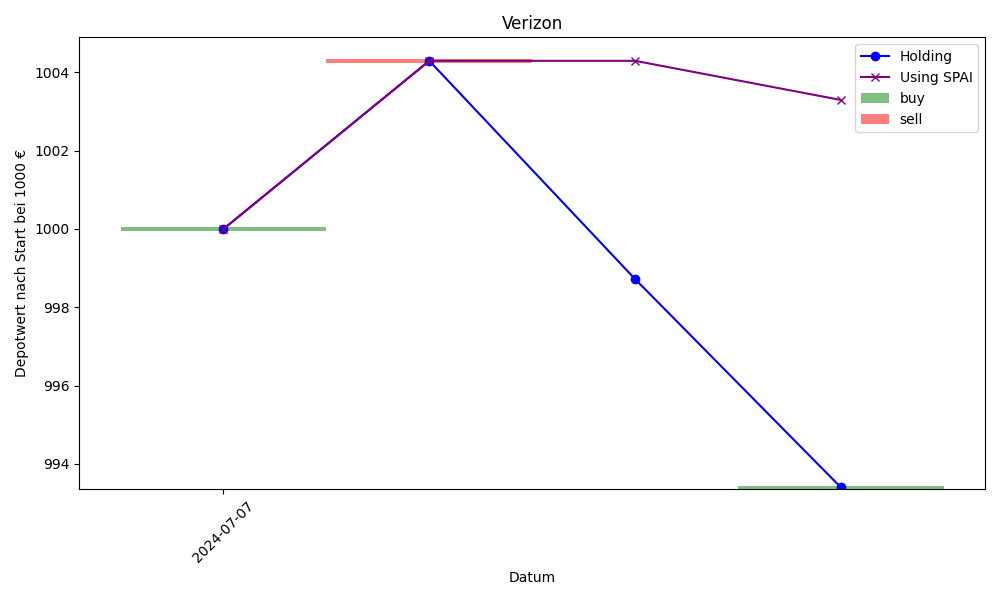 Verizon
Depotwert nach Start bei 1000 €
1004
1002
1000
998
996
994
Holding
Using SPAI
buy
sell
2024-07-07
Datum